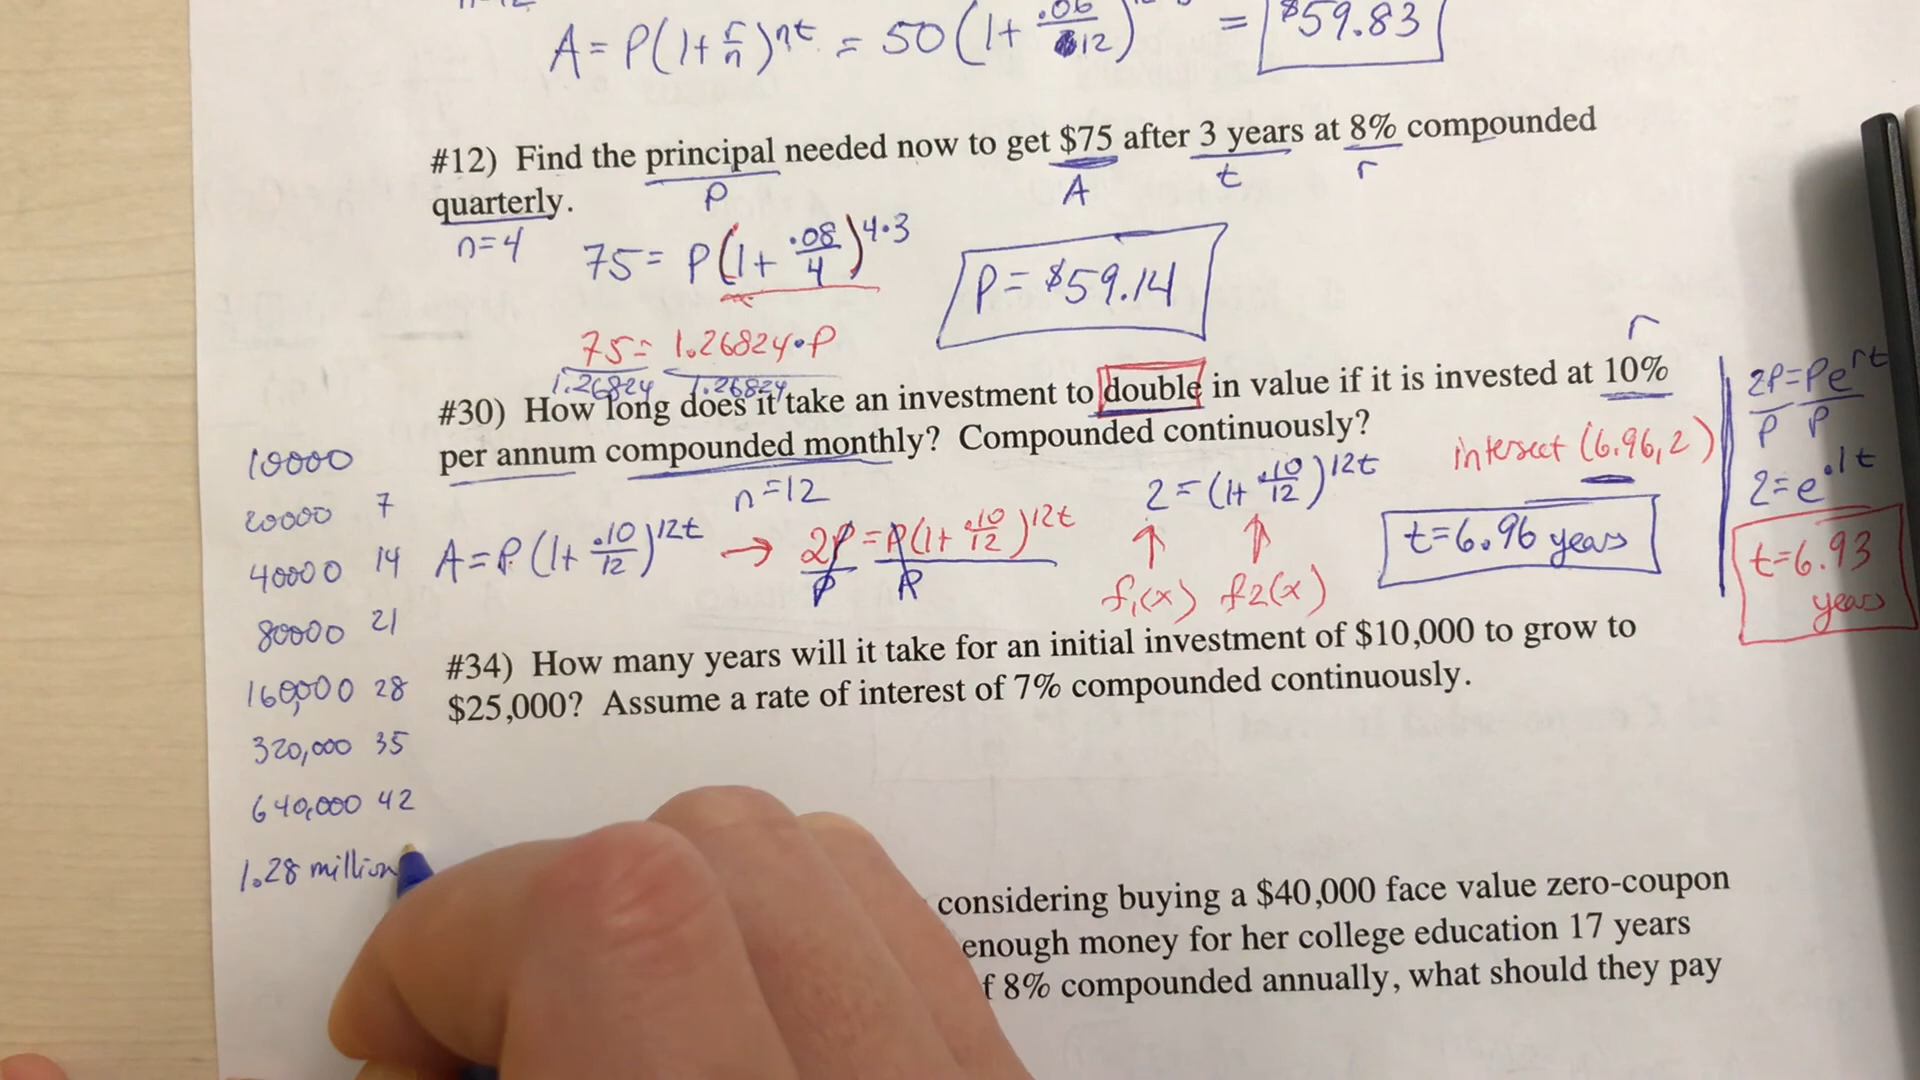 A = P(1 + r/n)^nt = 50(1 + .06/12) = $59.83
#12) Find the principal needed now to get $75 after 3 years at 8% compounded
P A t r
quarterly.
n=4
75 = P(1 + .08/4)^4•3
P = $59.14
75 = 1.26824•P
1.26824 1.26824
r
#30) How long does it take an investment to double in value if it is invested at 10%
per annum compounded monthly? Compounded continuously?
n=12
A = P(1 + .10/12)^12t → 2P = P(1 + .10/12)^12t
P P
2 = (1 + .10/12)^12t
f1(x) f2(x)
intersect (6.96, 2)
t = 6.96 years
2P = Pe^rt
P P
2 = e^.1t
t = 6.93
years
10000
20000 7
40000 14
80000 21
160,000 28
320,000 35
640,000 42
1.28 million
#34) How many years will it take for an initial investment of $10,000 to grow to
$25,000? Assume a rate of interest of 7% compounded continuously.
considering buying a $40,000 face value zero-coupon
enough money for her college education 17 years
f 8% compounded annually, what should they pay